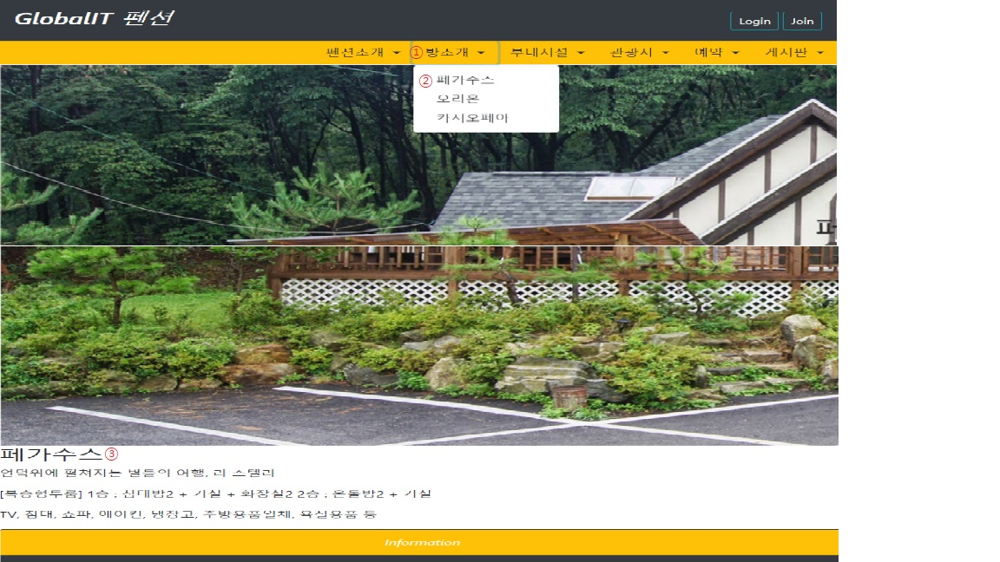 GlobalIT 펜션
Login Join
펜션소개 ①방소개 부대시설 관광지 예약 게시판
②페가수스
오리온
카시오페아
페가수스③
언덕위에 펼쳐지는 별들의 여행, 라 스텔라
[복층형투룸] 1층 : 침대방2 + 거실 + 화장실2 2층 : 온돌방2 + 거실
TV, 침대, 쇼파, 에어컨, 냉장고, 주방용품일체, 욕실용품 등
Information